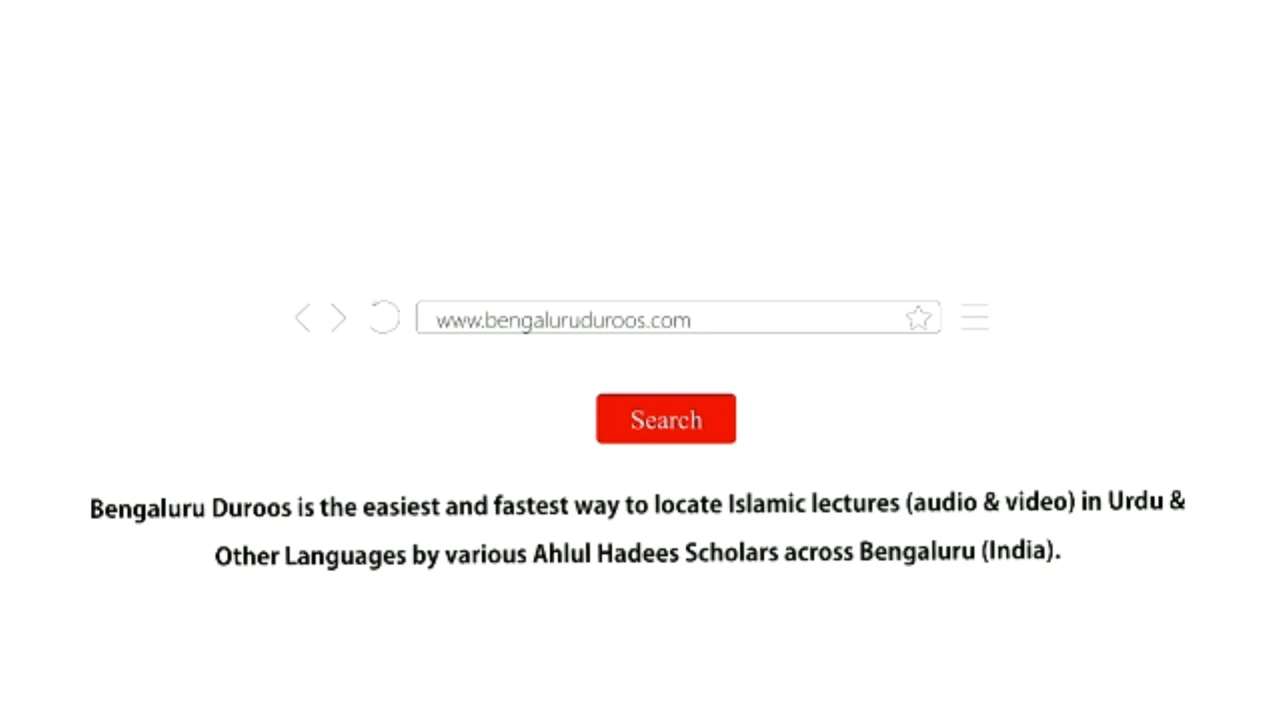 www.bengaluruduroos.com
Search
Bengaluru Duroos is the easiest and fastest way to locate Islamic lectures (audio & video) in Urdu &
Other Languages by various Ahlul Hadees Scholars across Bengaluru (India).